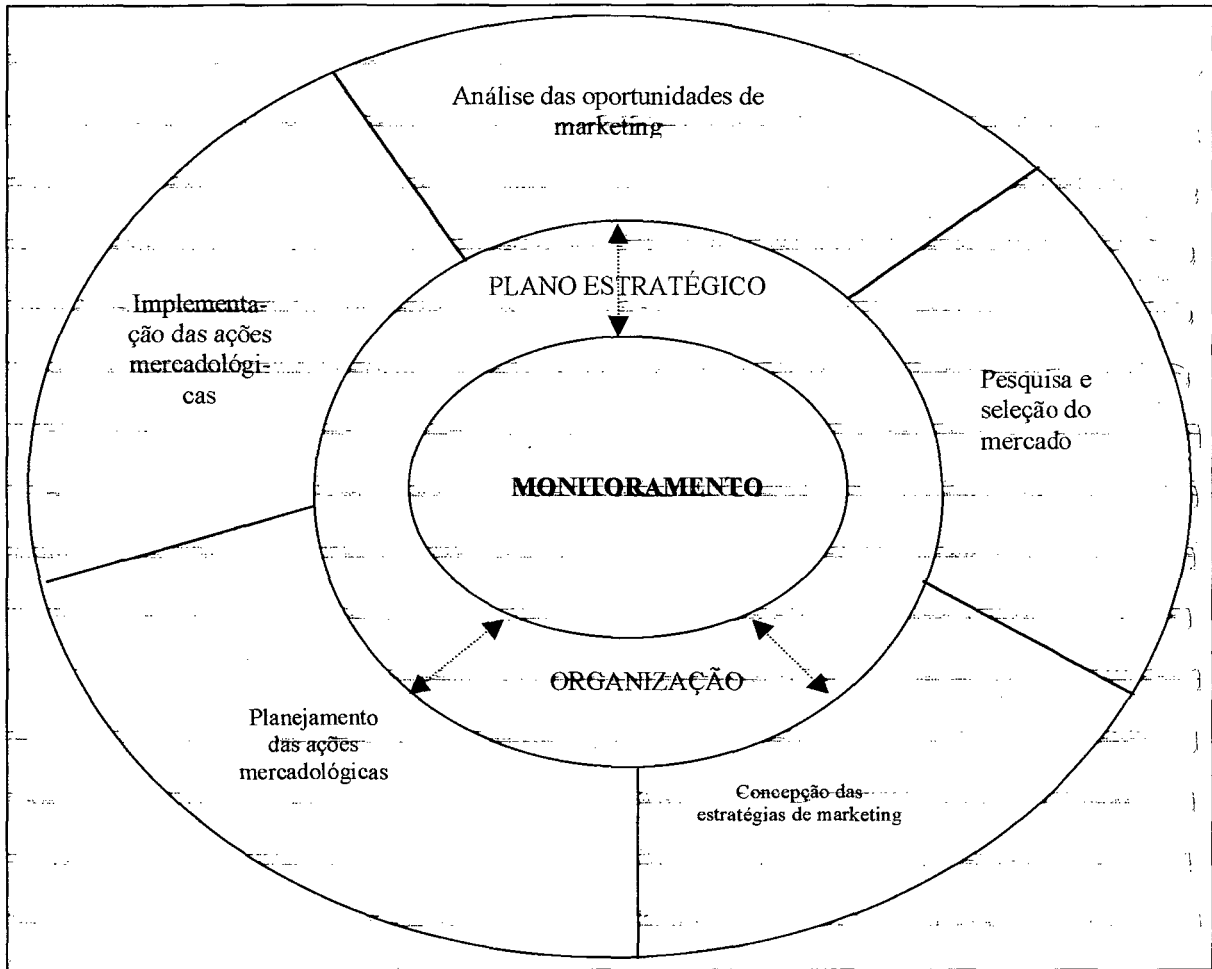 Análise das oportunidades de
marketing
PLANO ESTRATÉGICO
Implementa-
ção das ações
mercadológi-
cas
Pesquisa e
seleção do
mercado
MONITORAMENTO
ORGANIZAÇÃO
Planejamento
das ações
mercadológicas
Concepção das
estratégias de marketing